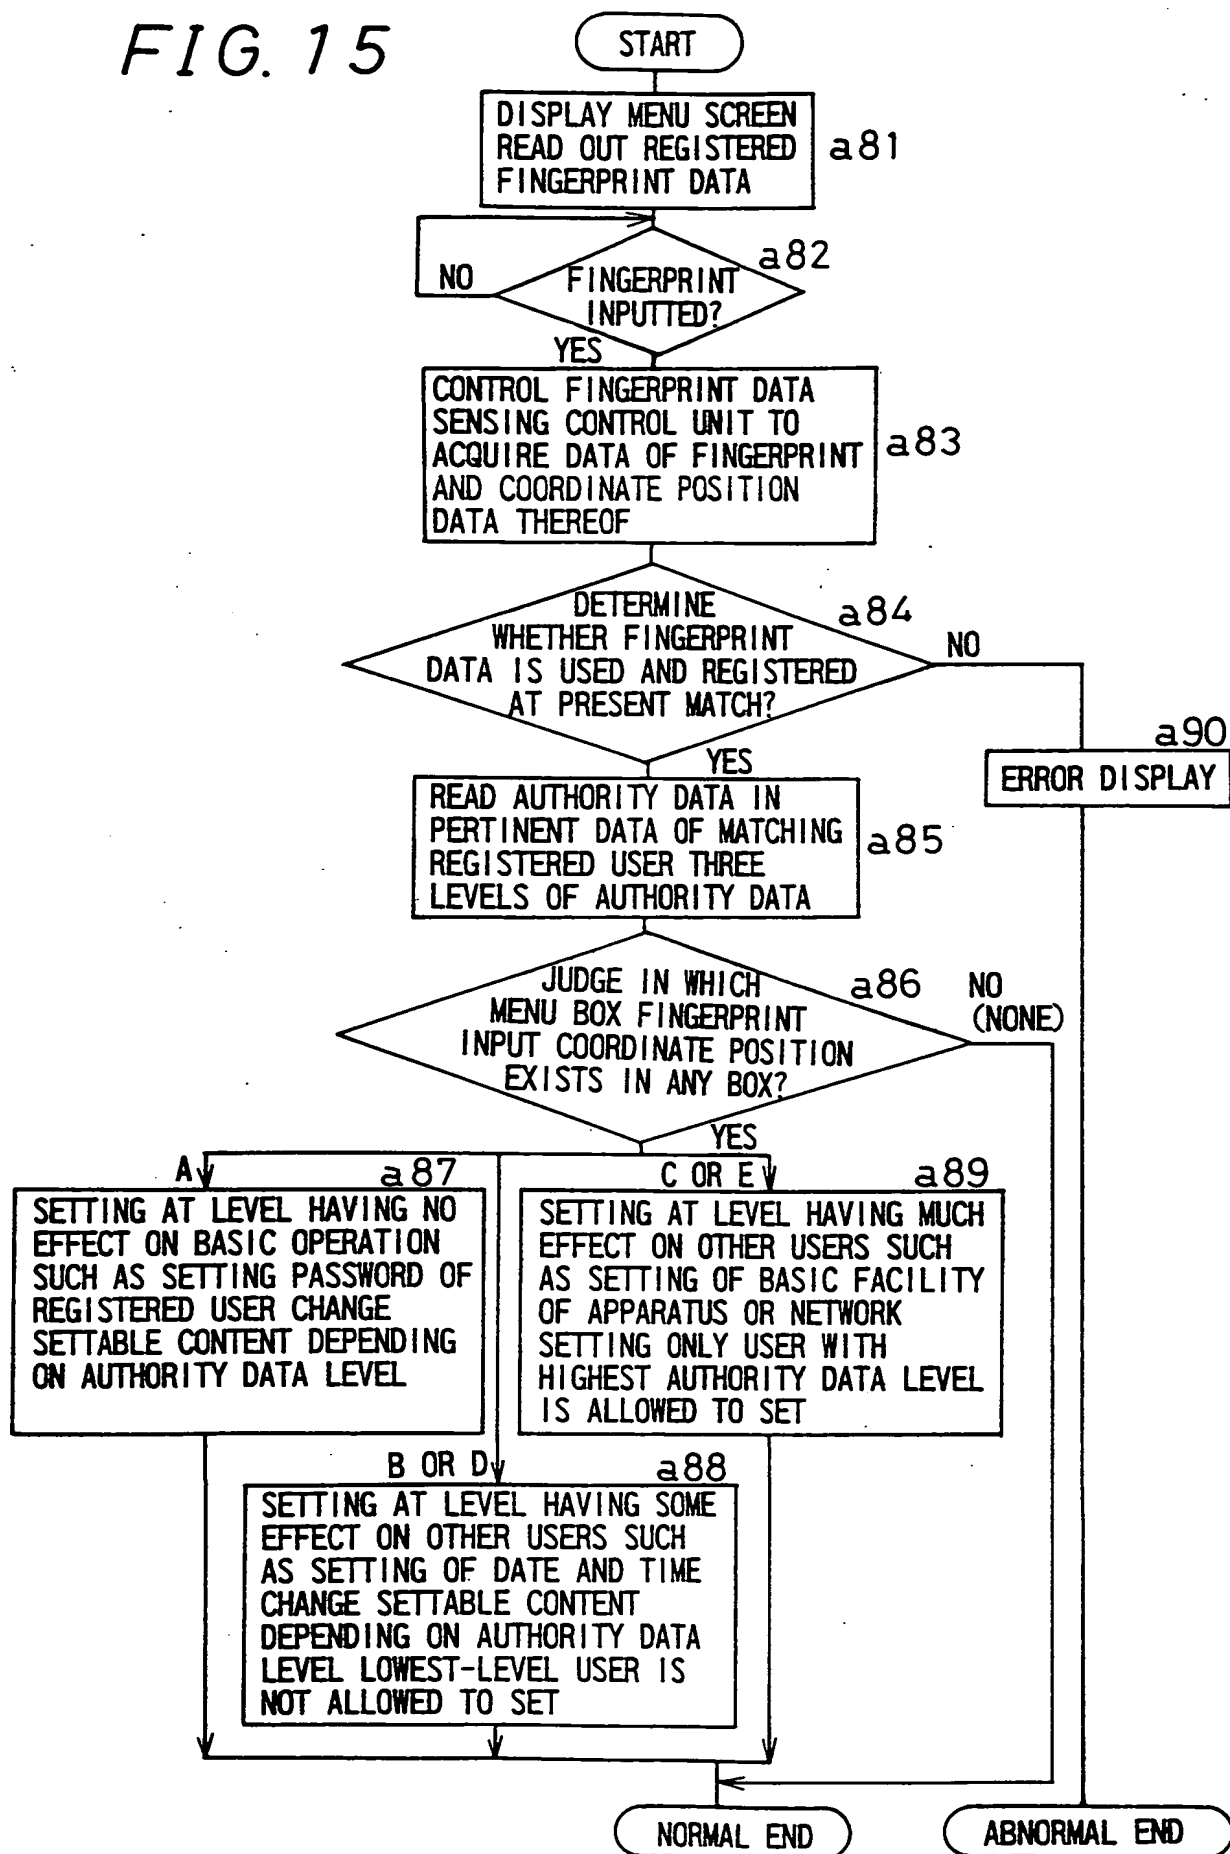 FIG. 15
START
DISPLAY MENU SCREEN
READ OUT REGISTERED
FINGERPRINT DATA
a81
a82
NO
FINGERPRINT
INPUTTED?
YES
CONTROL FINGERPRINT DATA
SENSING CONTROL UNIT TO
ACQUIRE DATA OF FINGERPRINT
AND COORDINATE POSITION
DATA THEREOF
a83
DETERMINE
WHETHER FINGERPRINT
DATA IS USED AND REGISTERED
AT PRESENT MATCH?
a84
NO
YES
a90
ERROR DISPLAY
READ AUTHORITY DATA IN
PERTINENT DATA OF MATCHING
REGISTERED USER THREE
LEVELS OF AUTHORITY DATA
a85
JUDGE IN WHICH
MENU BOX FINGERPRINT
INPUT COORDINATE POSITION
EXISTS IN ANY BOX?
a86
NO
(NONE)
YES
A
a87
SETTING AT LEVEL HAVING NO
EFFECT ON BASIC OPERATION
SUCH AS SETTING PASSWORD OF
REGISTERED USER CHANGE
SETTABLE CONTENT DEPENDING
ON AUTHORITY DATA LEVEL
C OR E
a89
SETTING AT LEVEL HAVING MUCH
EFFECT ON OTHER USERS SUCH
AS SETTING OF BASIC FACILITY
OF APPARATUS OR NETWORK
SETTING ONLY USER WITH
HIGHEST AUTHORITY DATA LEVEL
IS ALLOWED TO SET
B OR D
a88
SETTING AT LEVEL HAVING SOME
EFFECT ON OTHER USERS SUCH
AS SETTING OF DATE AND TIME
CHANGE SETTABLE CONTENT
DEPENDING ON AUTHORITY DATA
LEVEL LOWEST-LEVEL USER IS
NOT ALLOWED TO SET
NORMAL END
ABNORMAL END